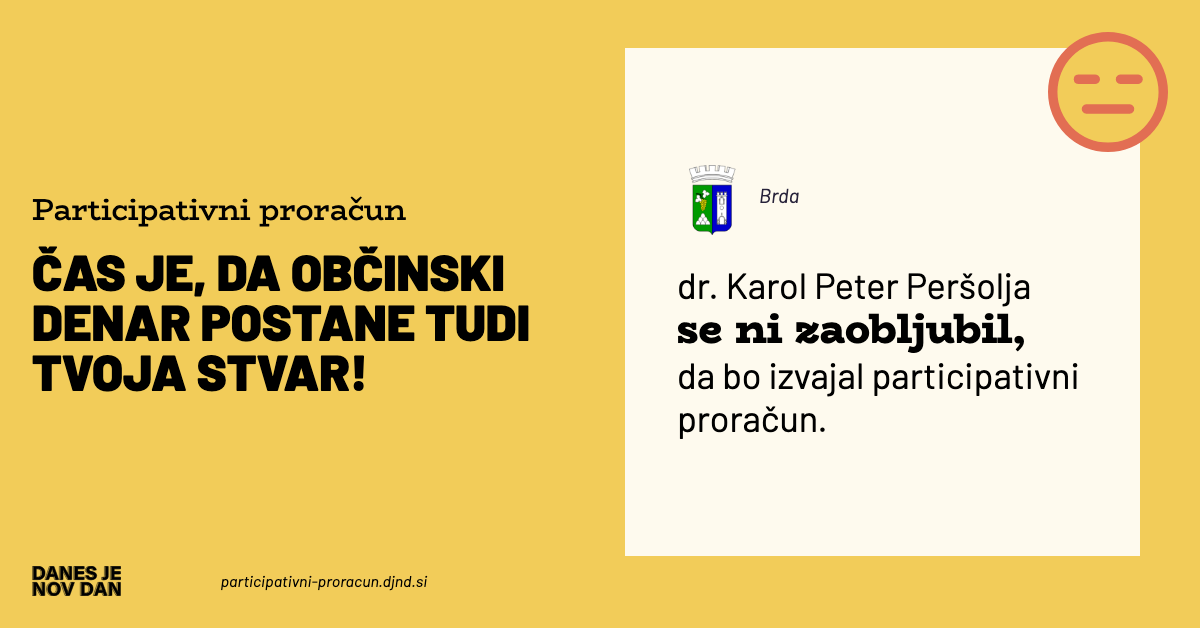 Participativni proračun
ČAS JE, DA OBČINSKI
DENAR POSTANE TUDI
TVOJA STVAR!
DANES JE
NOV DAN
participativni-proracun.djnd.si
Brda
dr. Karol Peter Peršolja
se ni zaobljubil,
da bo izvajal participativni
proračun.